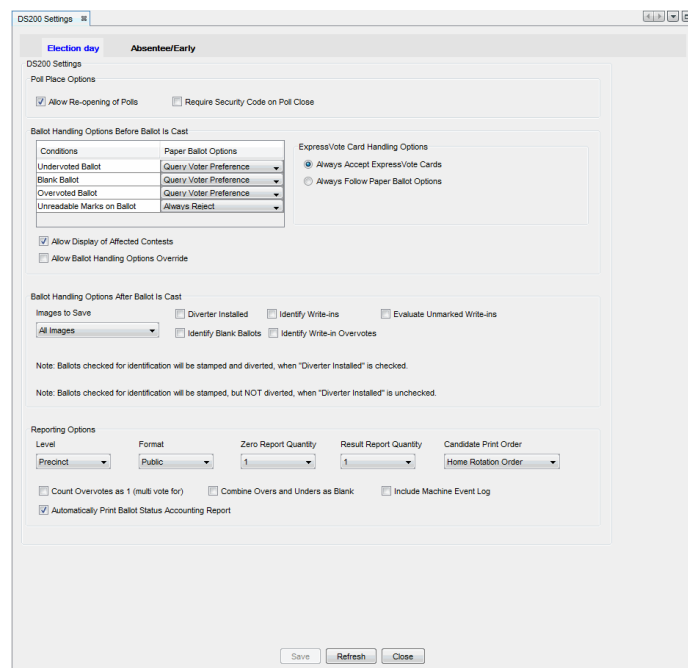 DS200 Settings
Election day Absentee/Early
DS200 Settings
Poll Place Options
Allow Re-opening of Polls Require Security Code on Poll Close
Ballot Handling Options Before Ballot Is Cast
ExpressVote Card Handling Options
Conditions Paper Ballot Options
Undervoted Ballot Query Voter Preference
Always Accept ExpressVote Cards
Blank Ballot Query Voter Preference
Always Follow Paper Ballot Options
Overvoted Ballot Query Voter Preference
Unreadable Marks on Ballot Always Reject
Allow Display of Affected Contests
Allow Ballot Handling Options Override
Ballot Handling Options After Ballot Is Cast
Images to Save Diverter Installed Identify Write-ins Evaluate Unmarked Write-ins
All Images Identify Blank Ballots Identify Write-in Overvotes
Note: Ballots checked for identification will be stamped and diverted, when "Diverter Installed" is checked.
Note: Ballots checked for identification will be stamped, but NOT diverted, when "Diverter Installed" is unchecked.
Reporting Options
Level Format Zero Report Quantity Result Report Quantity Candidate Print Order
Precinct Public 1 1 Home Rotation Order
Count Overvotes as 1 (multi vote for) Combine Overs and Unders as Blank Include Machine Event Log
Automatically Print Ballot Status Accounting Report
Save Refresh Close